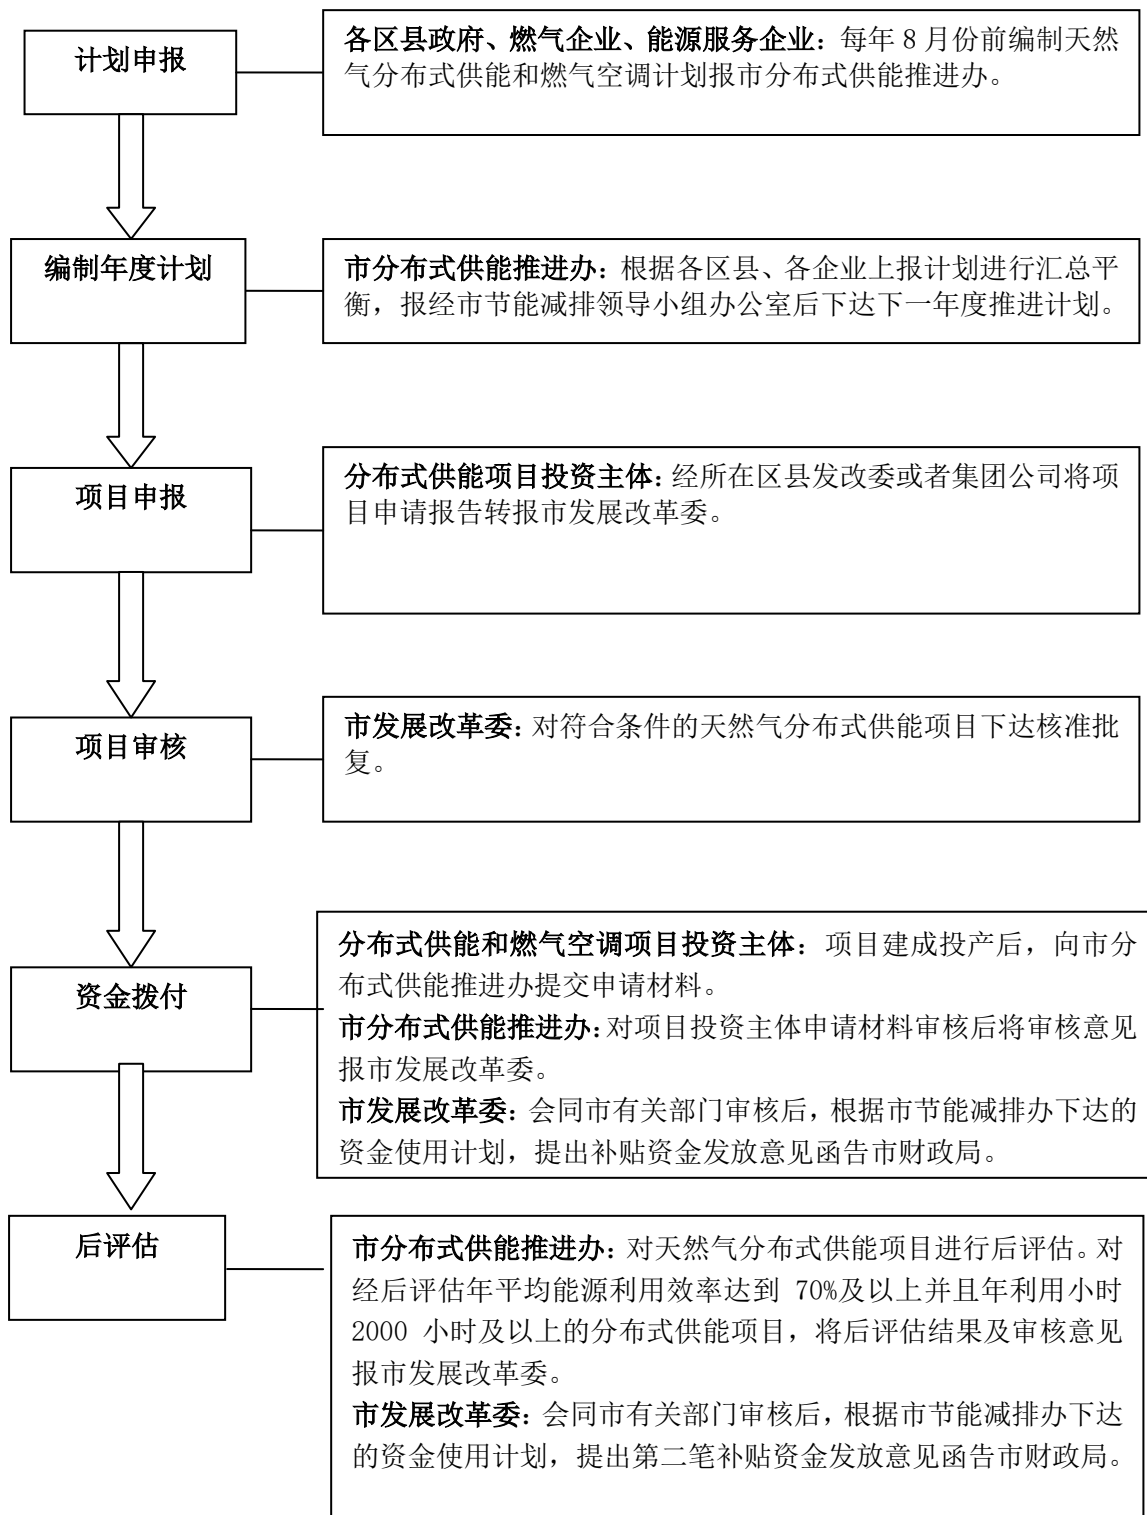 计划申报
各区县政府、燃气企业、能源服务企业：每年 8 月份前编制天然
气分布式供能和燃气空调计划报市分布式供能推进办。
编制年度计划
市分布式供能推进办：根据各区县、各企业上报计划进行汇总平
衡，报经市节能减排领导小组办公室后下达下一年度推进计划。
项目申报
分布式供能项目投资主体：经所在区县发改委或者集团公司将项
目申请报告转报市发展改革委。
项目审核
市发展改革委：对符合条件的天然气分布式供能项目下达核准批
复。
资金拨付
分布式供能和燃气空调项目投资主体：项目建成投产后，向市分
布式供能推进办提交申请材料。
市分布式供能推进办：对项目投资主体申请材料审核后将审核意见
报市发展改革委。
市发展改革委：会同市有关部门审核后，根据市节能减排办下达的
资金使用计划，提出补贴资金发放意见函告市财政局。
后评估
市分布式供能推进办：对天然气分布式供能项目进行后评估。对
经后评估年平均能源利用效率达到 70%及以上并且年利用小时
2000 小时及以上的分布式供能项目，将后评估结果及审核意见
报市发展改革委。
市发展改革委：会同市有关部门审核后，根据市节能减排办下达
的资金使用计划，提出第二笔补贴资金发放意见函告市财政局。